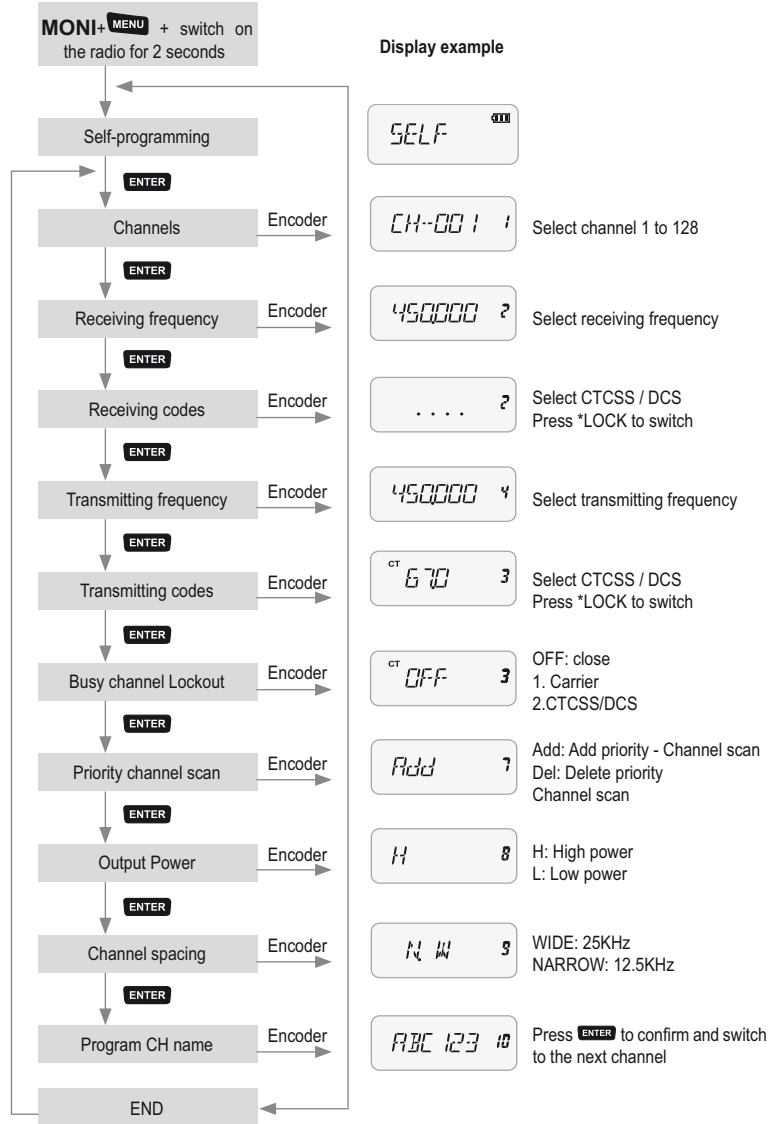 MONI+ MENU + switch on
the radio for 2 seconds
Display example
Self-programming
SELF
ENTER
Channels
Encoder
CH--001 1
Select channel 1 to 128
ENTER
Receiving frequency
Encoder
450.000 2
Select receiving frequency
ENTER
Receiving codes
Encoder
. . . . 2
Select CTCSS / DCS
Press *LOCK to switch
ENTER
Transmitting frequency
Encoder
450.000 4
Select transmitting frequency
ENTER
Transmitting codes
Encoder
CT 67.0 3
Select CTCSS / DCS
Press *LOCK to switch
ENTER
Busy channel Lockout
Encoder
CT OFF 3
OFF: close
1. Carrier
2.CTCSS/DCS
ENTER
Priority channel scan
Encoder
Add 7
Add: Add priority - Channel scan
Del: Delete priority
Channel scan
ENTER
Output Power
Encoder
H 8
H: High power
L: Low power
ENTER
Channel spacing
Encoder
N. W 9
WIDE: 25KHz
NARROW: 12.5KHz
ENTER
Program CH name
Encoder
ABC 123 10
Press ENTER to confirm and switch
to the next channel
END